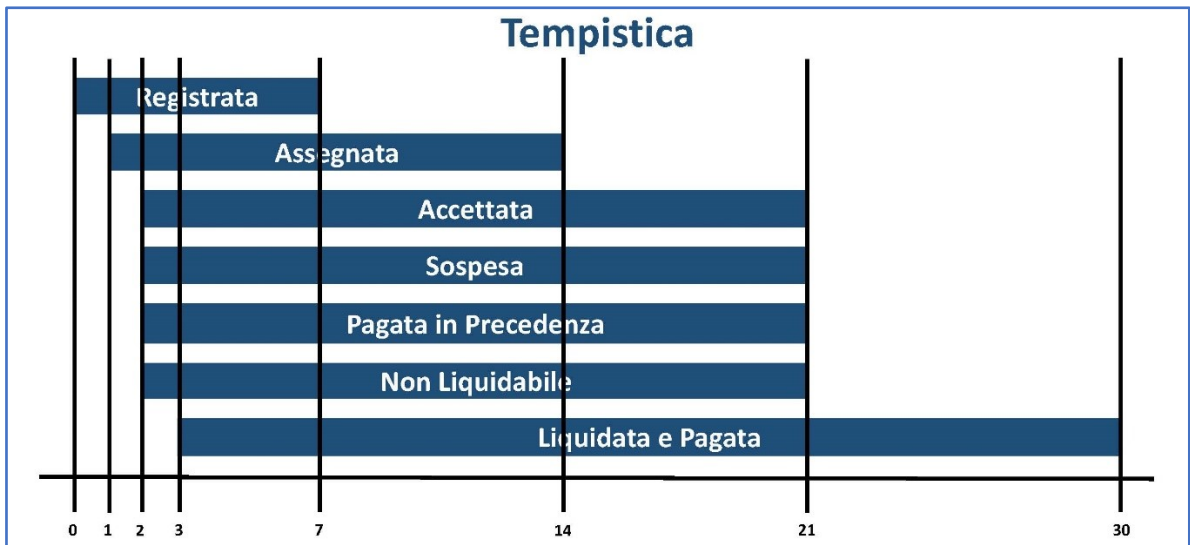 Tempistica
Registrata
Assegnata
Accettata
Sospesa
Pagata in Precedenza
Non Liquidabile
Liquidata e Pagata
0 1 2 3 7 14 21 30